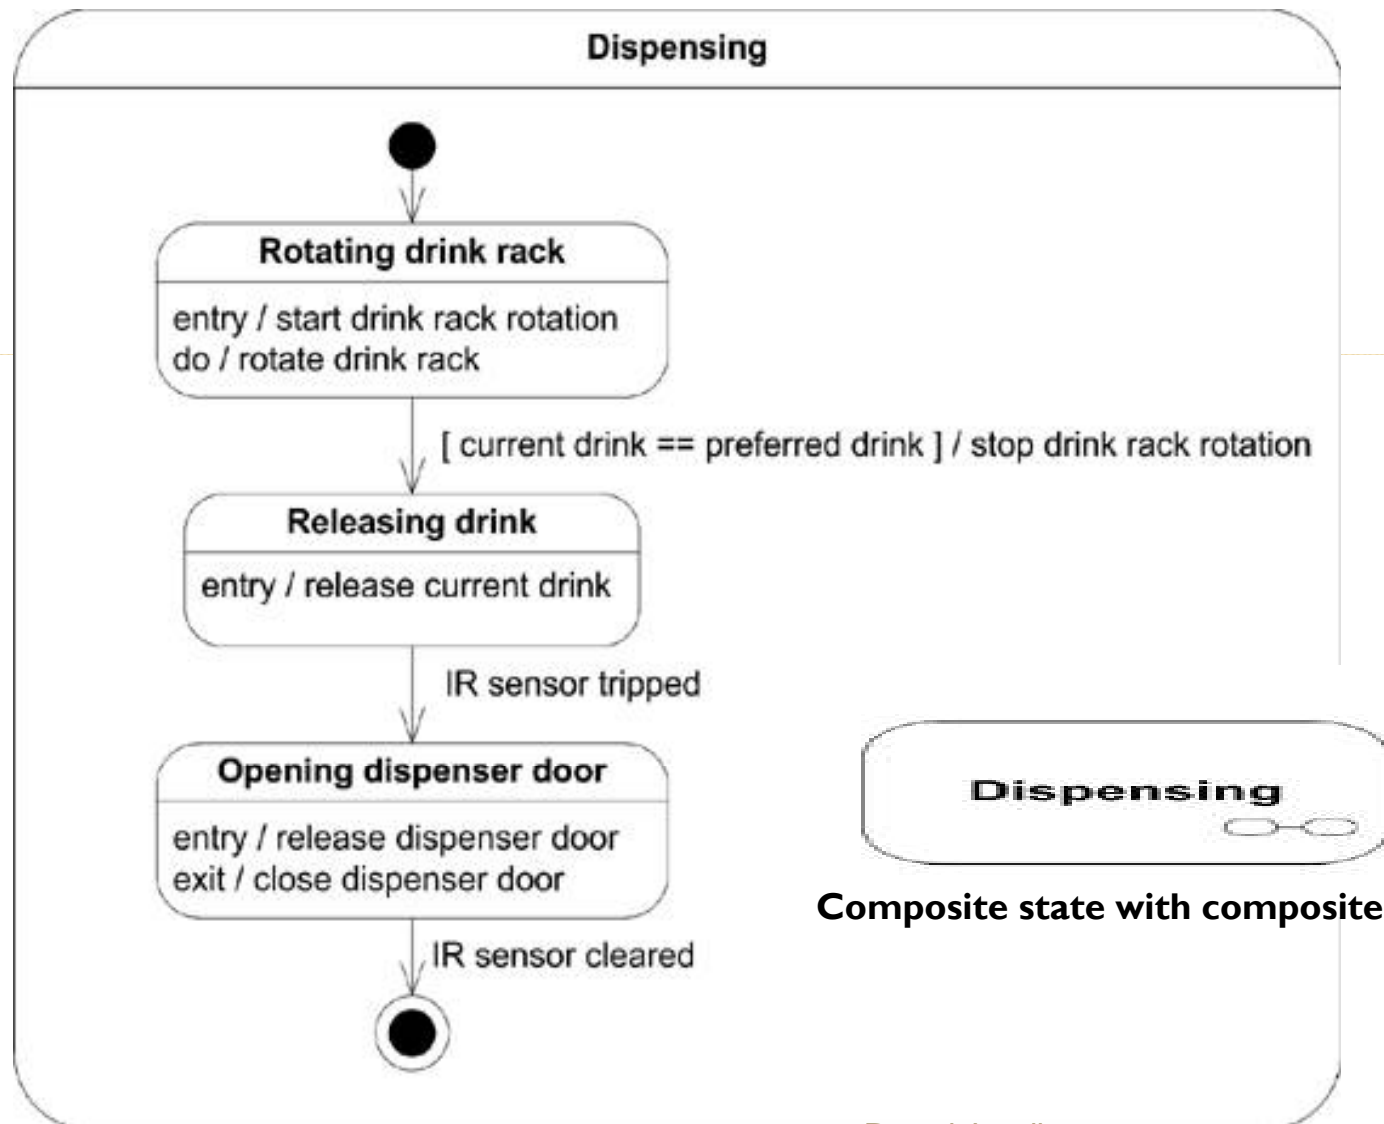 Dispensing
Rotating drink rack
entry / start drink rack rotation
do / rotate drink rack
[ current drink == preferred drink ] / stop drink rack rotation
Releasing drink
entry / release current drink
IR sensor tripped
Opening dispenser door
entry / release dispenser door
exit / close dispenser door
IR sensor cleared
Dispensing
Composite state with composite